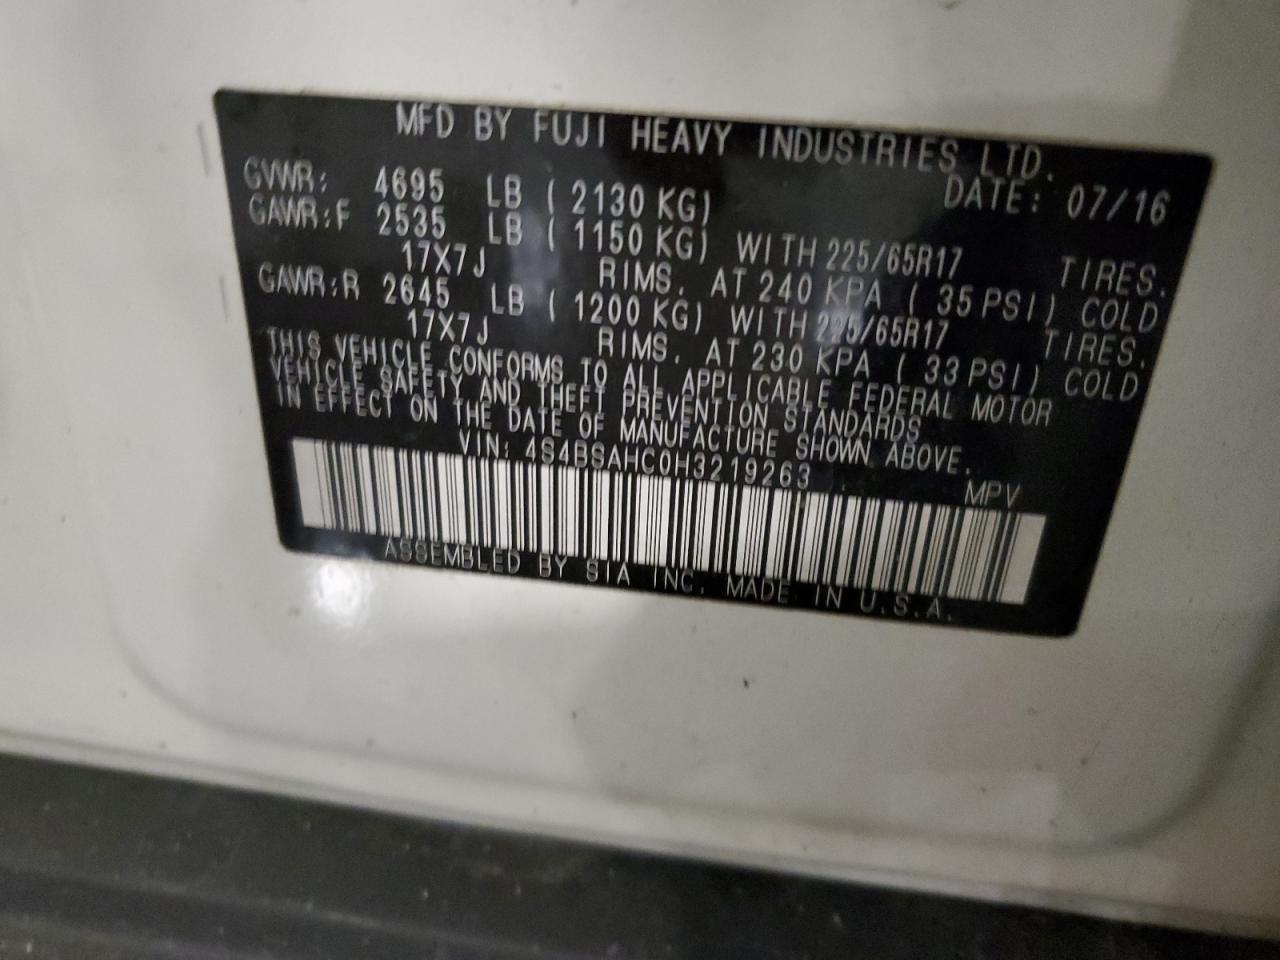 MFD BY FUJI HEAVY INDUSTRIES LTD.
DATE: 07/16
GVWR: 4695 LB ( 2130 KG)
GAWR:F 2535 LB ( 1150 KG) WITH 225/65R17 TIRES.
17X7J RIMS. AT 240 KPA ( 35 PSI) COLD
GAWR:R 2645 LB ( 1200 KG) WITH 225/65R17 TIRES.
17X7J RIMS. AT 230 KPA ( 33 PSI) COLD
THIS VEHICLE CONFORMS TO ALL APPLICABLE FEDERAL MOTOR
VEHICLE SAFETY AND THEFT PREVENTION STANDARDS
IN EFFECT ON THE DATE OF MANUFACTURE SHOWN ABOVE.
VIN: 4S4BSAHC0H3219263 MPV
ASSEMBLED BY SIA INC. MADE IN U.S.A.